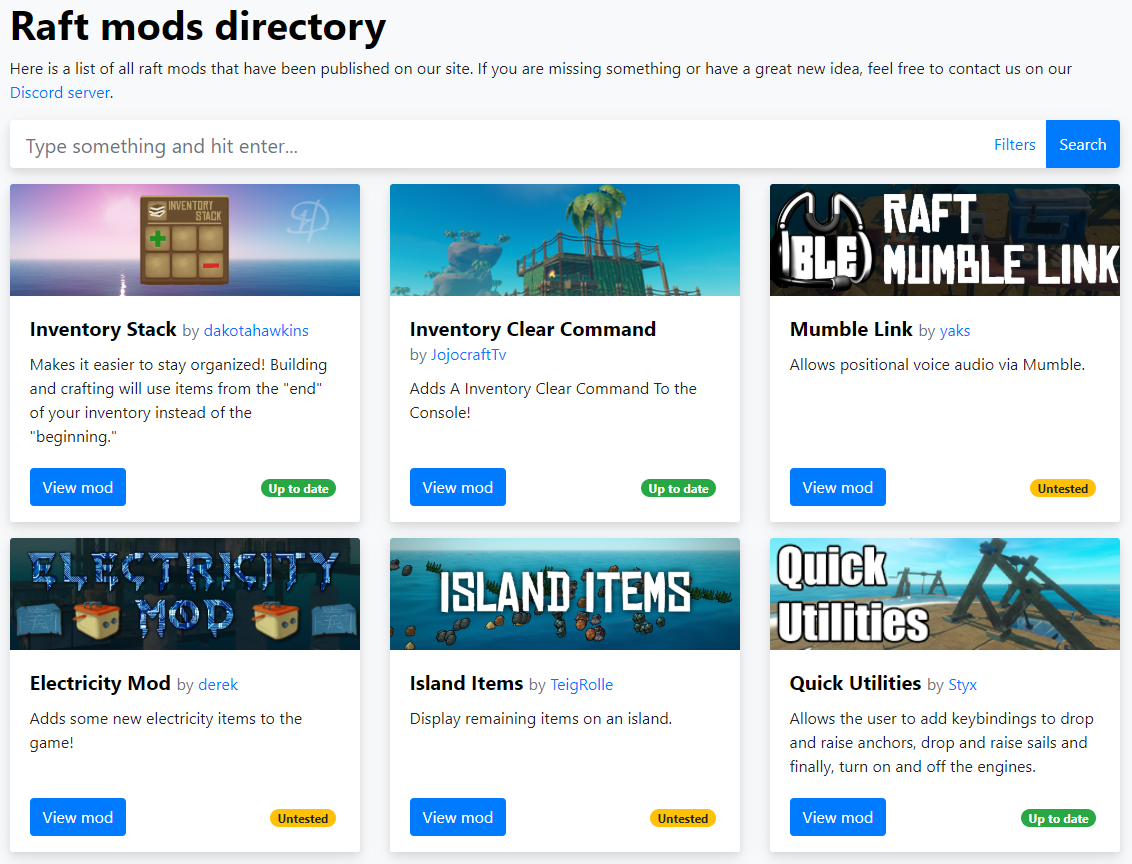 Raft mods directory
Here is a list of all raft mods that have been published on our site. If you are missing something or have a great new idea, feel free to contact us on our
Discord server.
Type something and hit enter...
Filters
Search
INVENTORY
STACK
Inventory Stack by dakotahawkins
Makes it easier to stay organized! Building
and crafting will use items from the "end"
of your inventory instead of the
"beginning."
View mod
Up to date
Inventory Clear Command
by JojocraftTv
Adds A Inventory Clear Command To the
Console!
View mod
Up to date
IBLE
RAFT
MUMBLE LINK
Mumble Link by yaks
Allows positional voice audio via Mumble.
View mod
Untested
ELECTRICITY
MOD
Electricity Mod by derek
Adds some new electricity items to the
game!
View mod
Untested
ISLAND ITEMS
Island Items by TeigRolle
Display remaining items on an island.
View mod
Untested
Quick
Utilities
Quick Utilities by Styx
Allows the user to add keybindings to drop
and raise anchors, drop and raise sails and
finally, turn on and off the engines.
View mod
Up to date